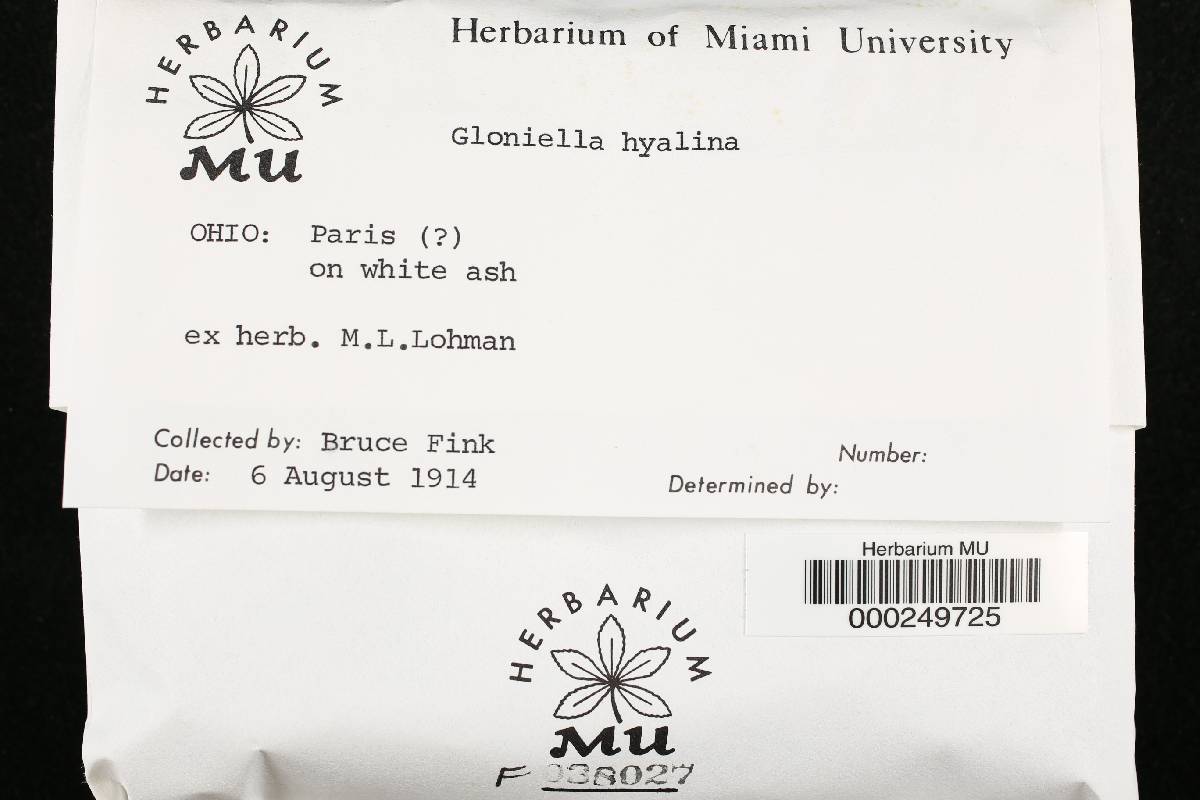 HERBARIUM
MU
Herbarium of Miami University
Gloniella hyalina
OHIO: Paris (?)
on white ash
ex herb. M.L.Lohman
Collected by: Bruce Fink
Number:
Date: 6 August 1914
Determined by:
Herbarium MU
000249725
HERBARIUM
MU
F 038027